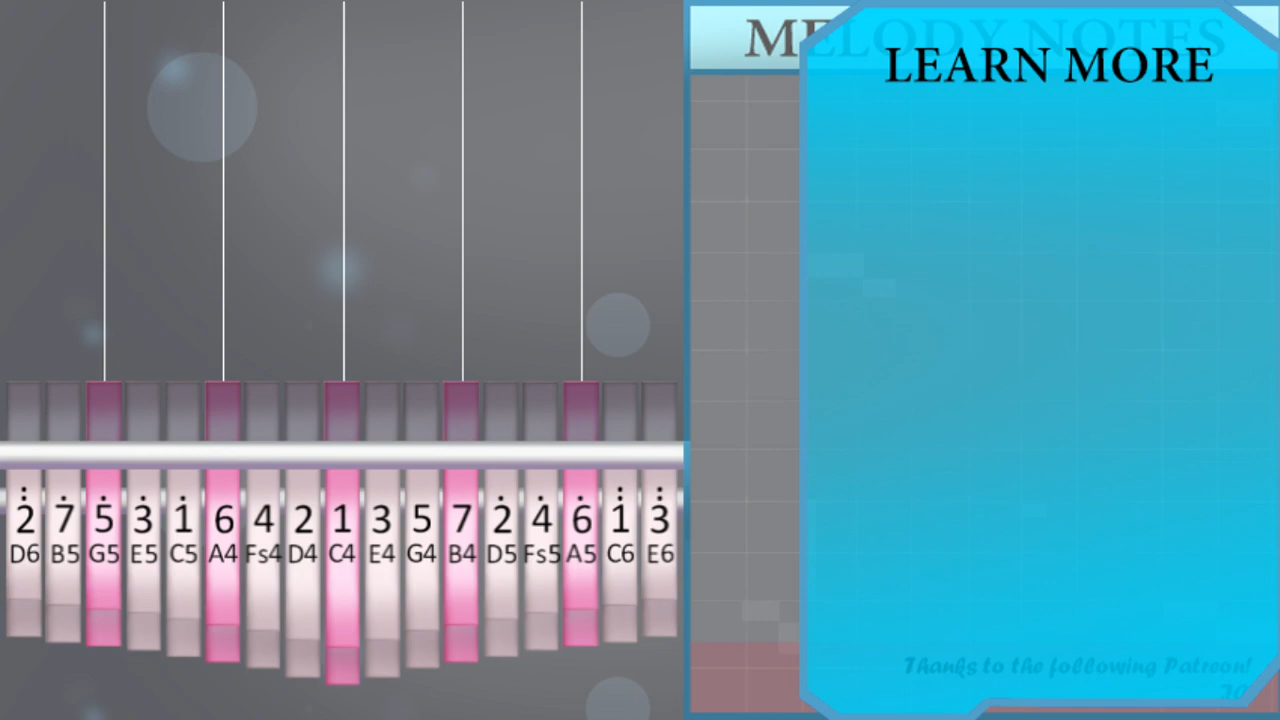 MELODY NOTES
LEARN MORE
2 7 5 3 1 6 4 2 1 3 5 7 2 4 6 1 3
D6 B5 G5 E5 C5 A4 Fs4 D4 C4 E4 G4 B4 D5 Fs5 A5 C6 E6
Thanks to the following Patreon!